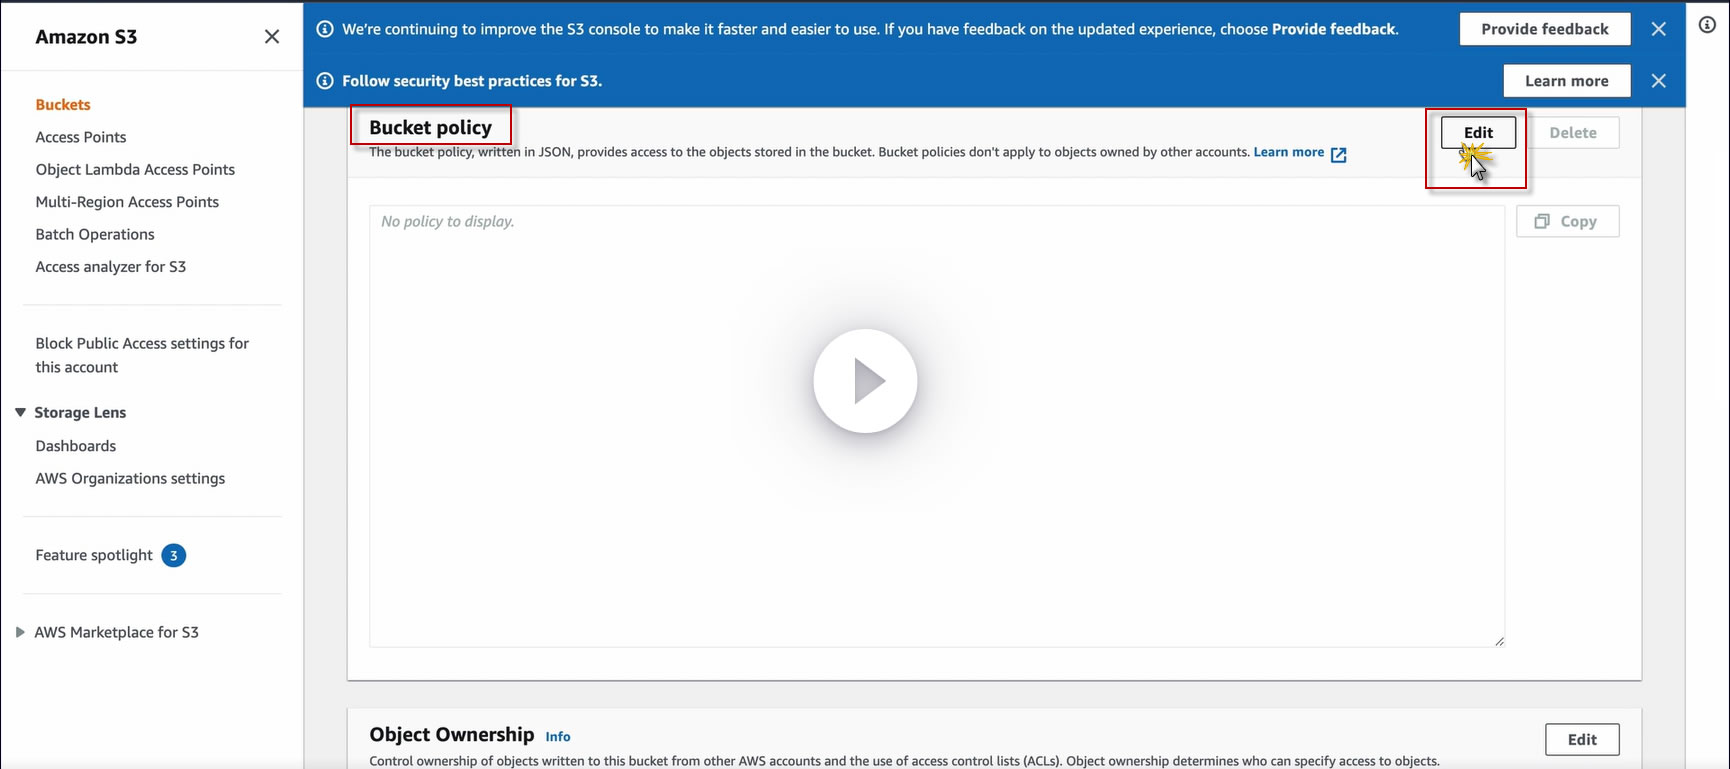 Amazon S3
Buckets
Access Points
Object Lambda Access Points
Multi-Region Access Points
Batch Operations
Access analyzer for S3
Block Public Access settings for
this account
Storage Lens
Dashboards
AWS Organizations settings
Feature spotlight 3
AWS Marketplace for S3
We're continuing to improve the S3 console to make it faster and easier to use. If you have feedback on the updated experience, choose Provide feedback. Provide feedback
Follow security best practices for S3. Learn more
Bucket policy Edit Delete
The bucket policy, written in JSON, provides access to the objects stored in the bucket. Bucket policies don't apply to objects owned by other accounts. Learn more
No policy to display. Copy
Object Ownership Info Edit
Control ownership of objects written to this bucket from other AWS accounts and the use of access control lists (ACLs). Object ownership determines who can specify access to objects.